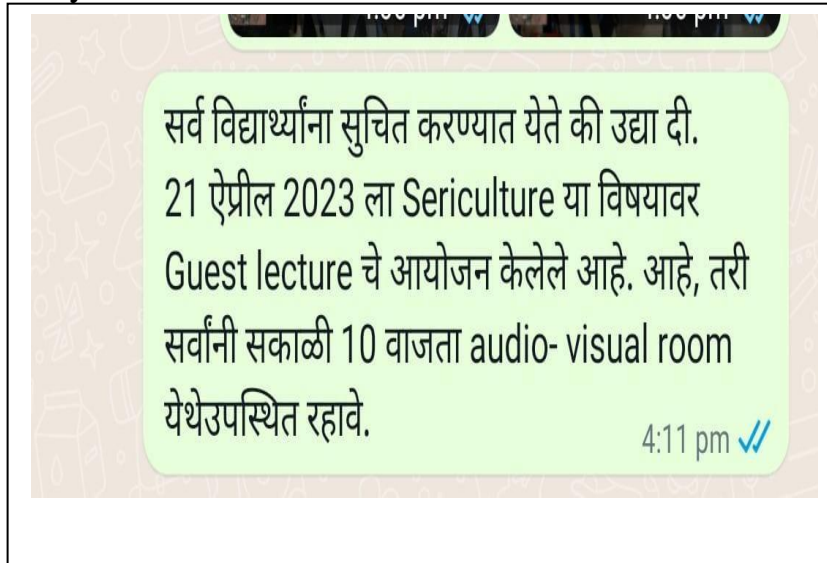 सर्व विद्यार्थ्यांना सुचित करण्यात येते की उद्या दी.
21 ऐप्रील 2023 ला Sericulture या विषयावर
Guest lecture चे आयोजन केलेले आहे. आहे, तरी
सर्वांनी सकाळी 10 वाजता audio- visual room
येथेउपस्थित रहावे.
4:11 pm